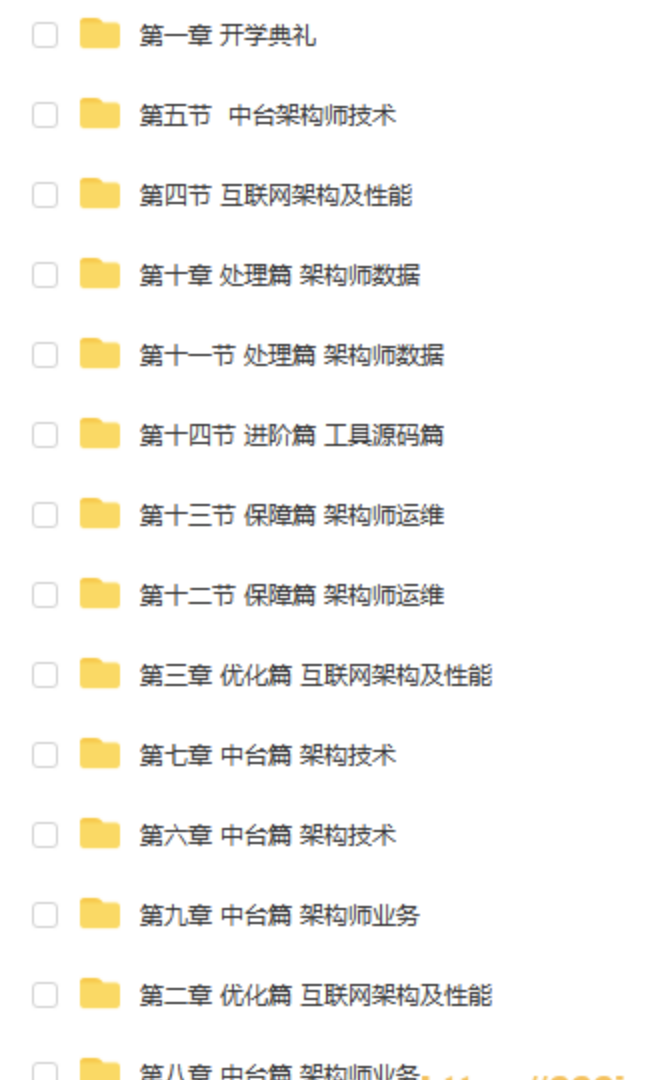 第一章 开学典礼
第五节  中台架构师技术
第四节 互联网架构及性能
第十章 处理篇 架构师数据
第十一节 处理篇 架构师数据
第十四节 进阶篇 工具源码篇
第十三节 保障篇 架构师运维
第十二节 保障篇 架构师运维
第三章 优化篇 互联网架构及性能
第七章 中台篇 架构技术
第六章 中台篇 架构技术
第九章 中台篇 架构师业务
第二章 优化篇 互联网架构及性能
第八章 中台篇 架构师业务